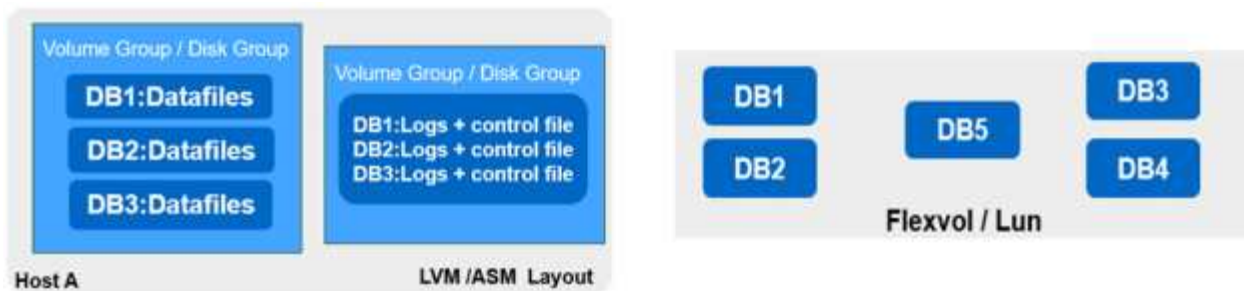 Volume Group / Disk Group
DB1:Datafiles
DB2:Datafiles
DB3:Datafiles
Volume Group / Disk Group
DB1:Logs + control file
DB2:Logs + control file
DB3:Logs + control file
Host A
LVM /ASM Layout
DB1
DB2
DB5
DB3
DB4
Flexvol / Lun